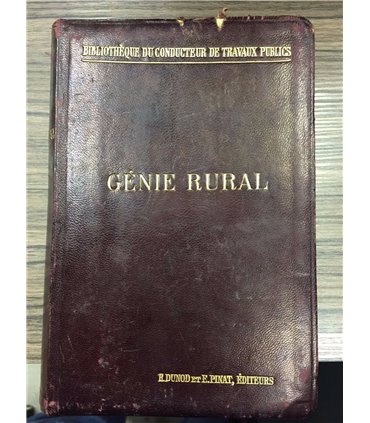 BIBLIOTHÈQUE DU CONDUCTEUR DE TRAVAUX PUBLICS
GÉNIE RURAL
H. DUNOD ET E. PINAT, ÉDITEURS